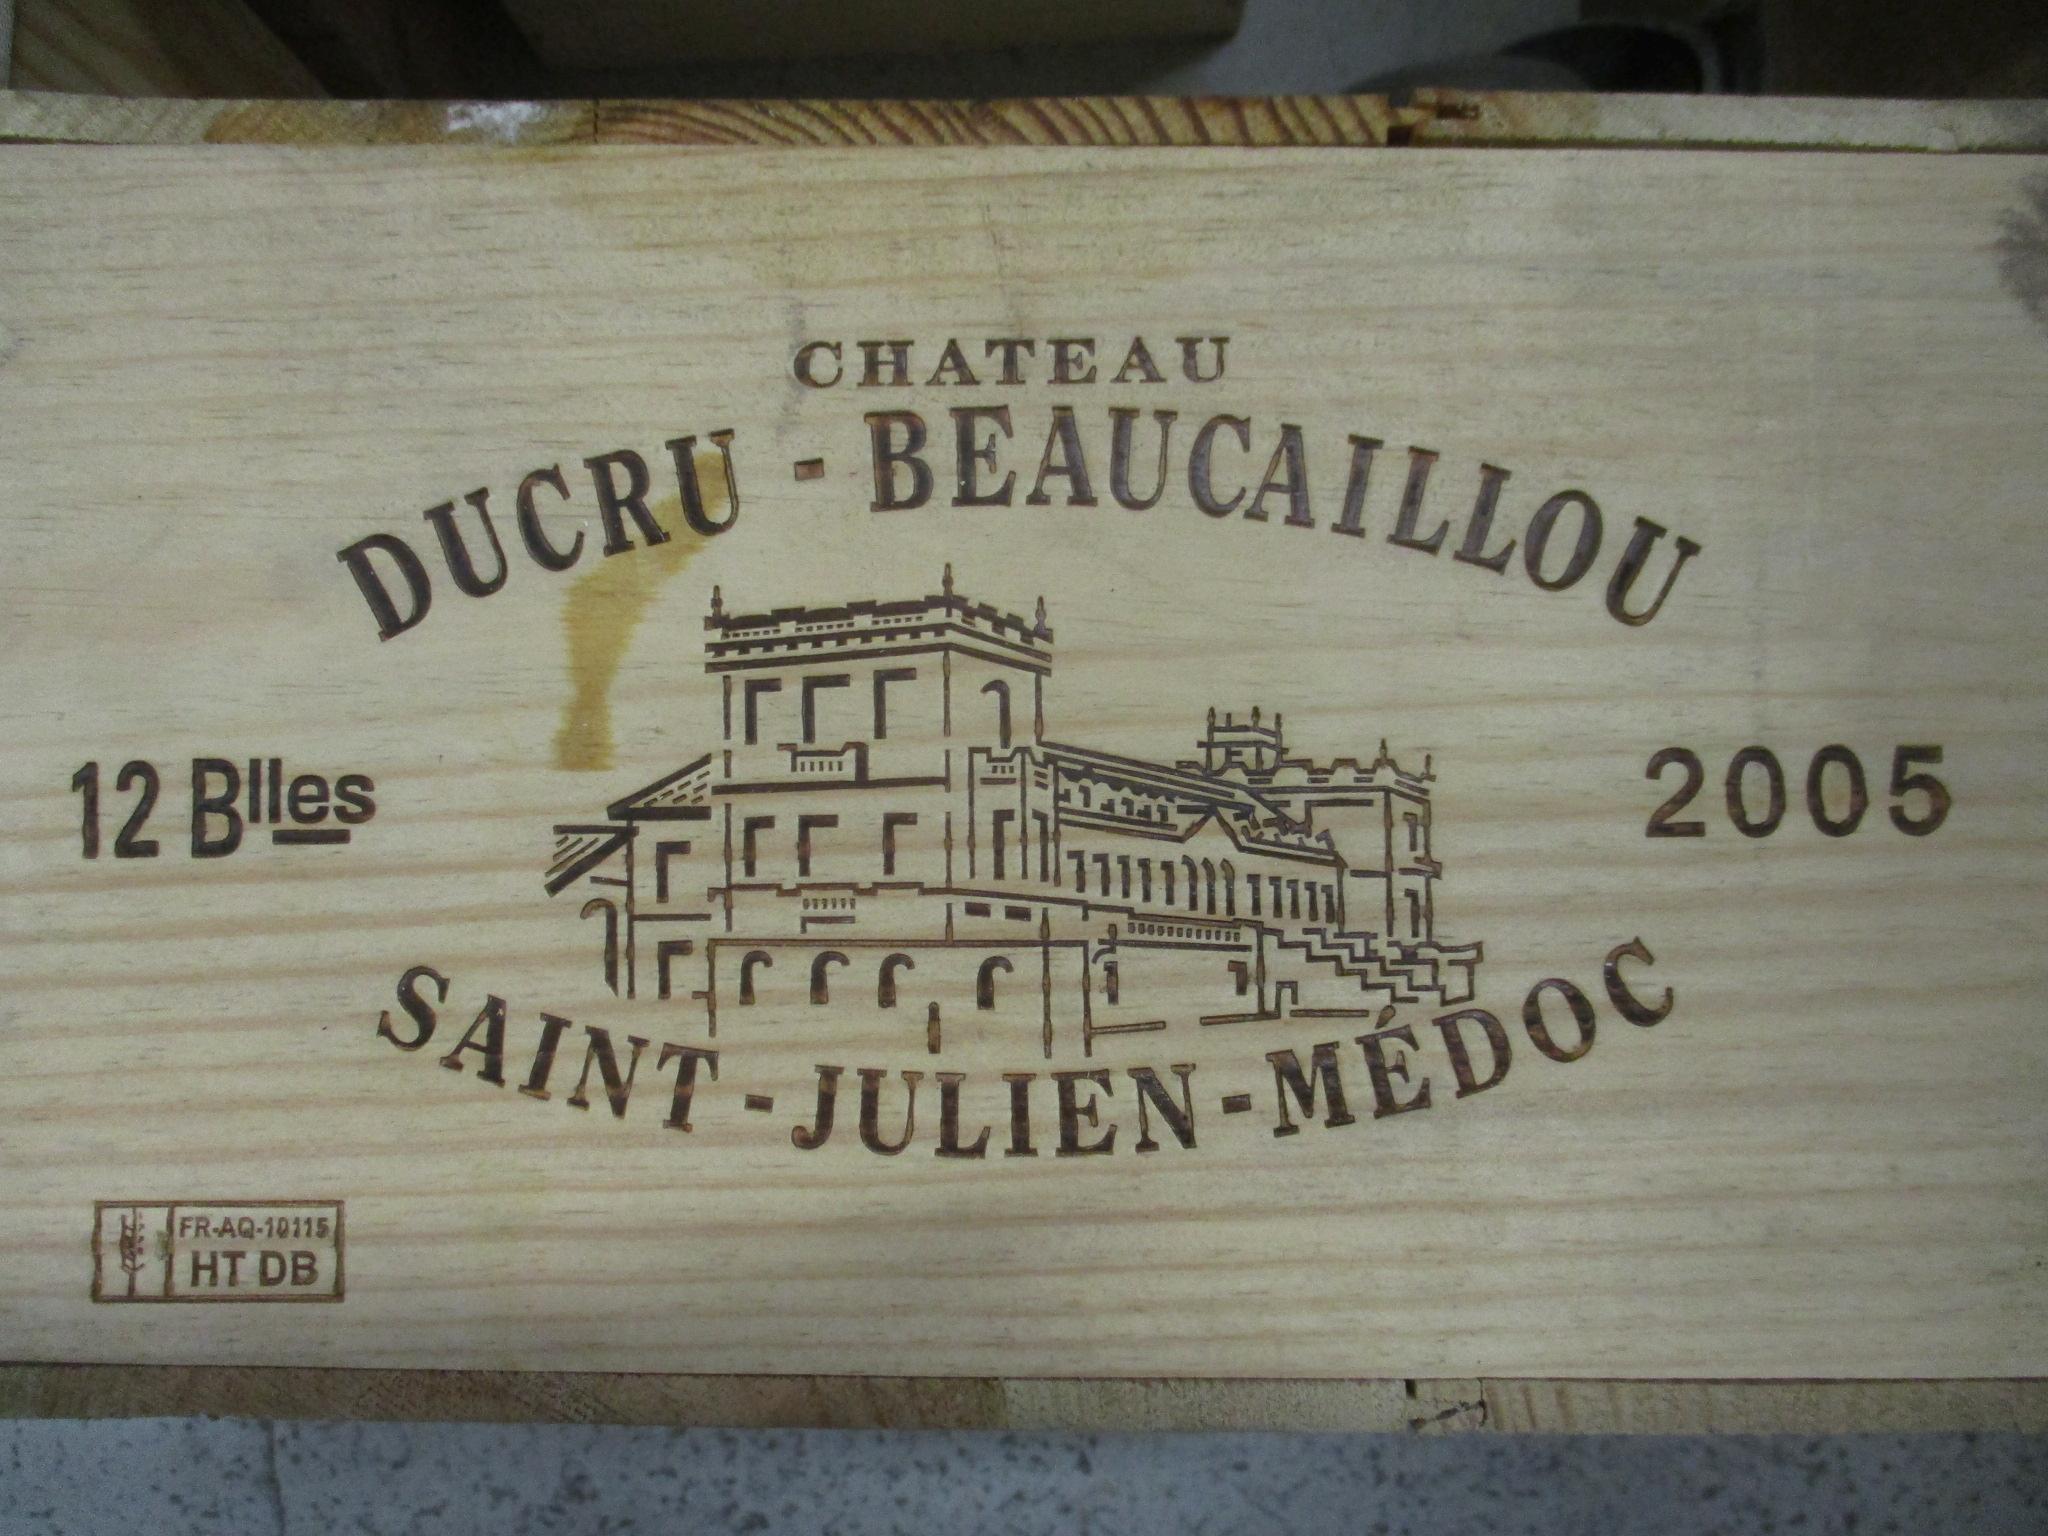 CHATEAU
DUCRU - BEAUCAILLOU
12 Blles
2005
SAINT-JULIEN-MÉDOC
FR-AQ-10115
HT DB